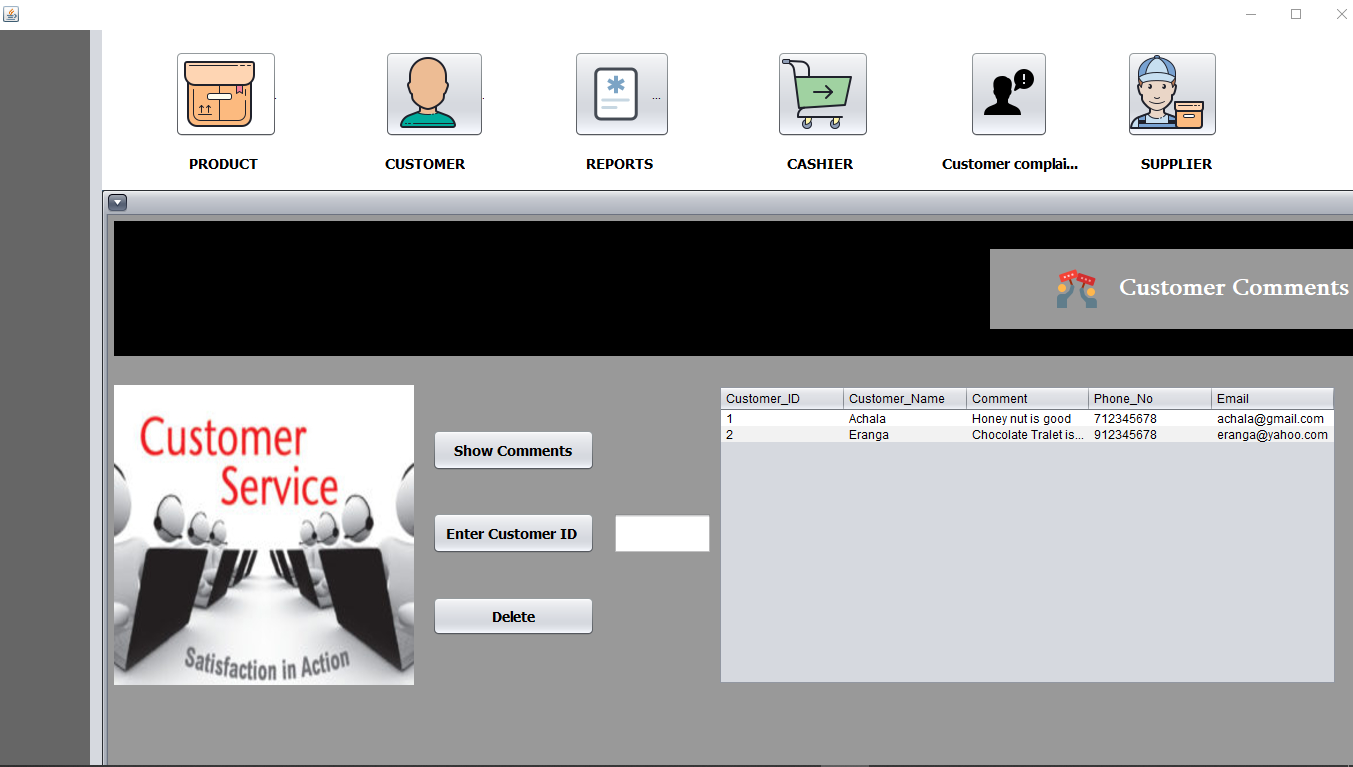 PRODUCT CUSTOMER REPORTS CASHIER Customer complai... SUPPLIER
...
Customer Comments
Customer
Service
Satisfaction in Action
Show Comments
Enter Customer ID
Delete
Customer_ID Customer_Name Comment Phone_No Email
1 Achala Honey nut is good 712345678 achala@gmail.com
2 Eranga Chocolate Tralet is... 912345678 eranga@yahoo.com